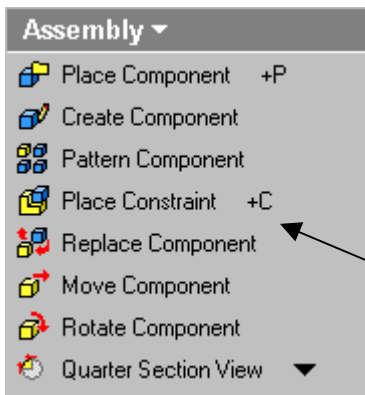 Assembly
Place Component +P
Create Component
Pattern Component
Place Constraint +C
Replace Component
Move Component
Rotate Component
Quarter Section View